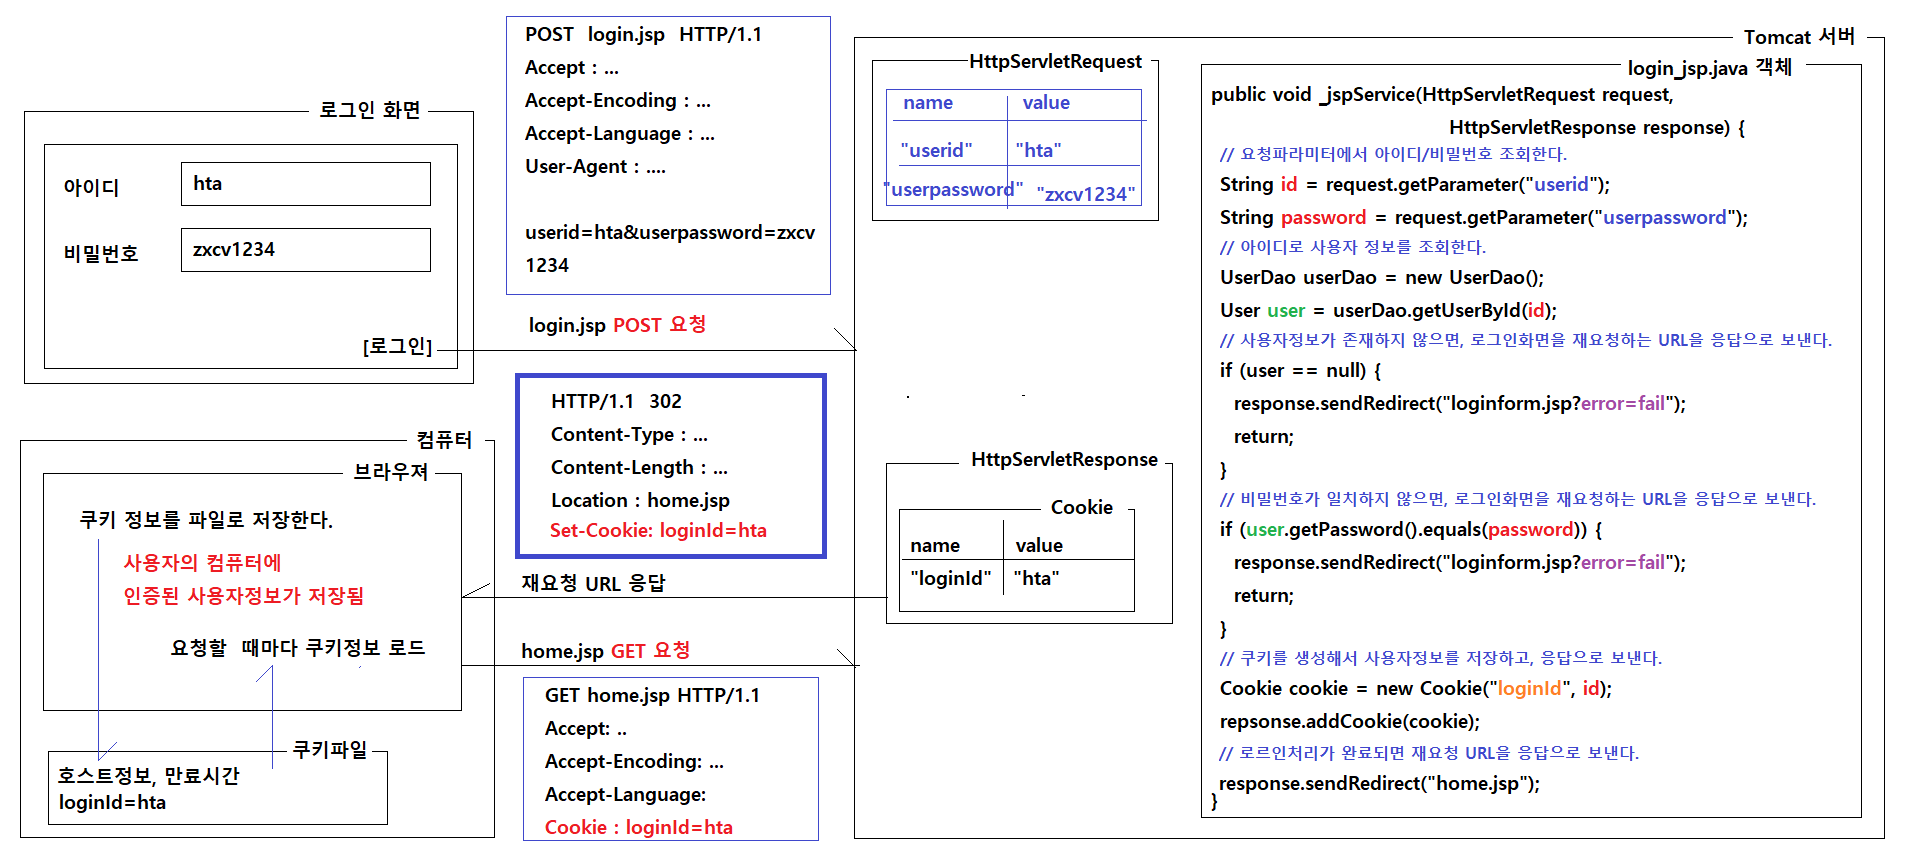 로그인 화면
아이디
hta
비밀번호
zxcv1234
[로그인]
POST login.jsp HTTP/1.1
Accept : ...
Accept-Encoding : ...
Accept-Language : ...
User-Agent : ....
userid=hta&userpassword=zxcv
1234
login.jsp POST 요청
HTTP/1.1 302
Content-Type : ...
Content-Length : ...
Location : home.jsp
Set-Cookie: loginId=hta
재요청 URL 응답
home.jsp GET 요청
GET home.jsp HTTP/1.1
Accept: ..
Accept-Encoding: ...
Accept-Language:
Cookie : loginId=hta
컴퓨터
브라우져
쿠키 정보를 파일로 저장한다.
사용자의 컴퓨터에
인증된 사용자정보가 저장됨
요청할 때마다 쿠키정보 로드
쿠키파일
호스트정보, 만료시간
loginId=hta
Tomcat 서버
HttpServletRequest
name value
"userid" "hta"
"userpassword" "zxcv1234"
HttpServletResponse
Cookie
name value
"loginId" "hta"
login_jsp.java 객체
public void _jspService(HttpServletRequest request,
HttpServletResponse response) {
// 요청파라미터에서 아이디/비밀번호 조회한다.
String id = request.getParameter("userid");
String password = request.getParameter("userpassword");
// 아이디로 사용자 정보를 조회한다.
UserDao userDao = new UserDao();
User user = userDao.getUserById(id);
// 사용자정보가 존재하지 않으면, 로그인화면을 재요청하는 URL을 응답으로 보낸다.
if (user == null) {
response.sendRedirect("loginform.jsp?error=fail");
return;
}
// 비밀번호가 일치하지 않으면, 로그인화면을 재요청하는 URL을 응답으로 보낸다.
if (user.getPassword().equals(password)) {
response.sendRedirect("loginform.jsp?error=fail");
return;
}
// 쿠키를 생성해서 사용자정보를 저장하고, 응답으로 보낸다.
Cookie cookie = new Cookie("loginId", id);
repsonse.addCookie(cookie);
// 로르인처리가 완료되면 재요청 URL을 응답으로 보낸다.
response.sendRedirect("home.jsp");
}